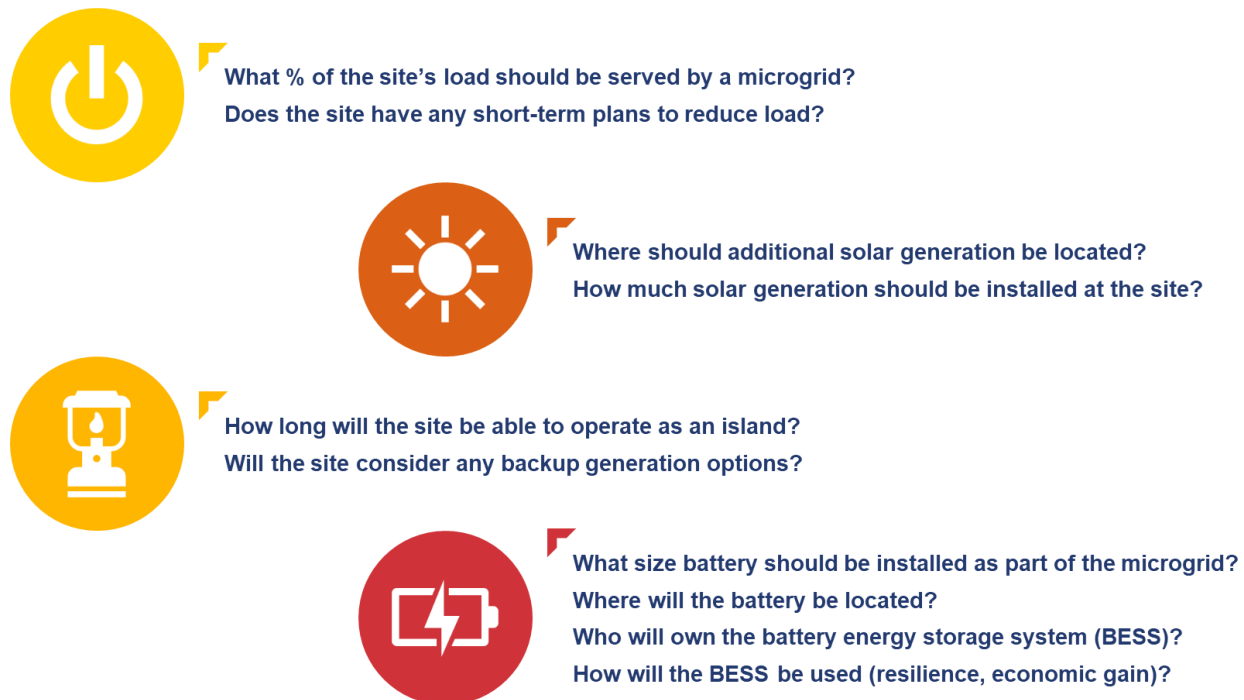 What % of the site’s load should be served by a microgrid?
Does the site have any short-term plans to reduce load?
Where should additional solar generation be located?
How much solar generation should be installed at the site?
How long will the site be able to operate as an island?
Will the site consider any backup generation options?
What size battery should be installed as part of the microgrid?
Where will the battery be located?
Who will own the battery energy storage system (BESS)?
How will the BESS be used (resilience, economic gain)?